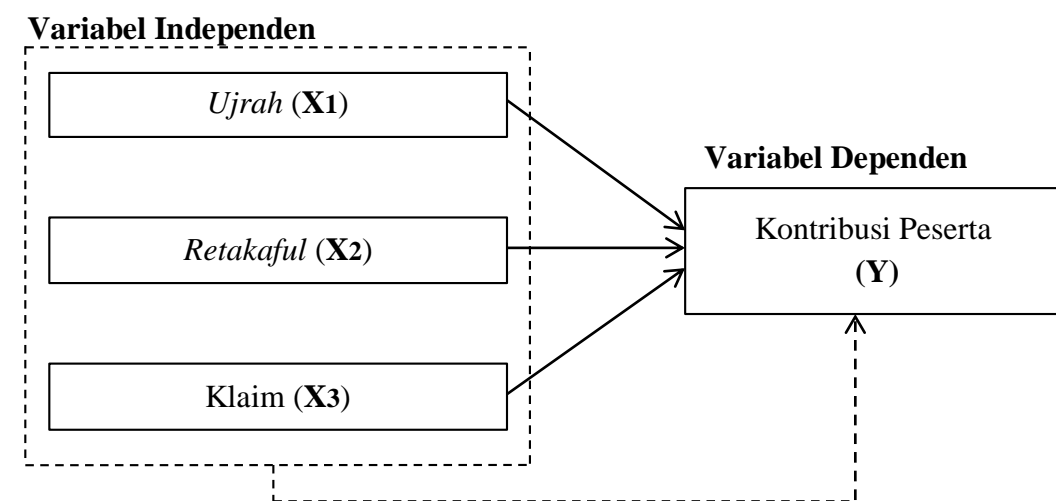 Variabel Independen
Ujrah (X1)
Retakaful (X2)
Klaim (X3)
Variabel Dependen
Kontribusi Peserta
(Y)